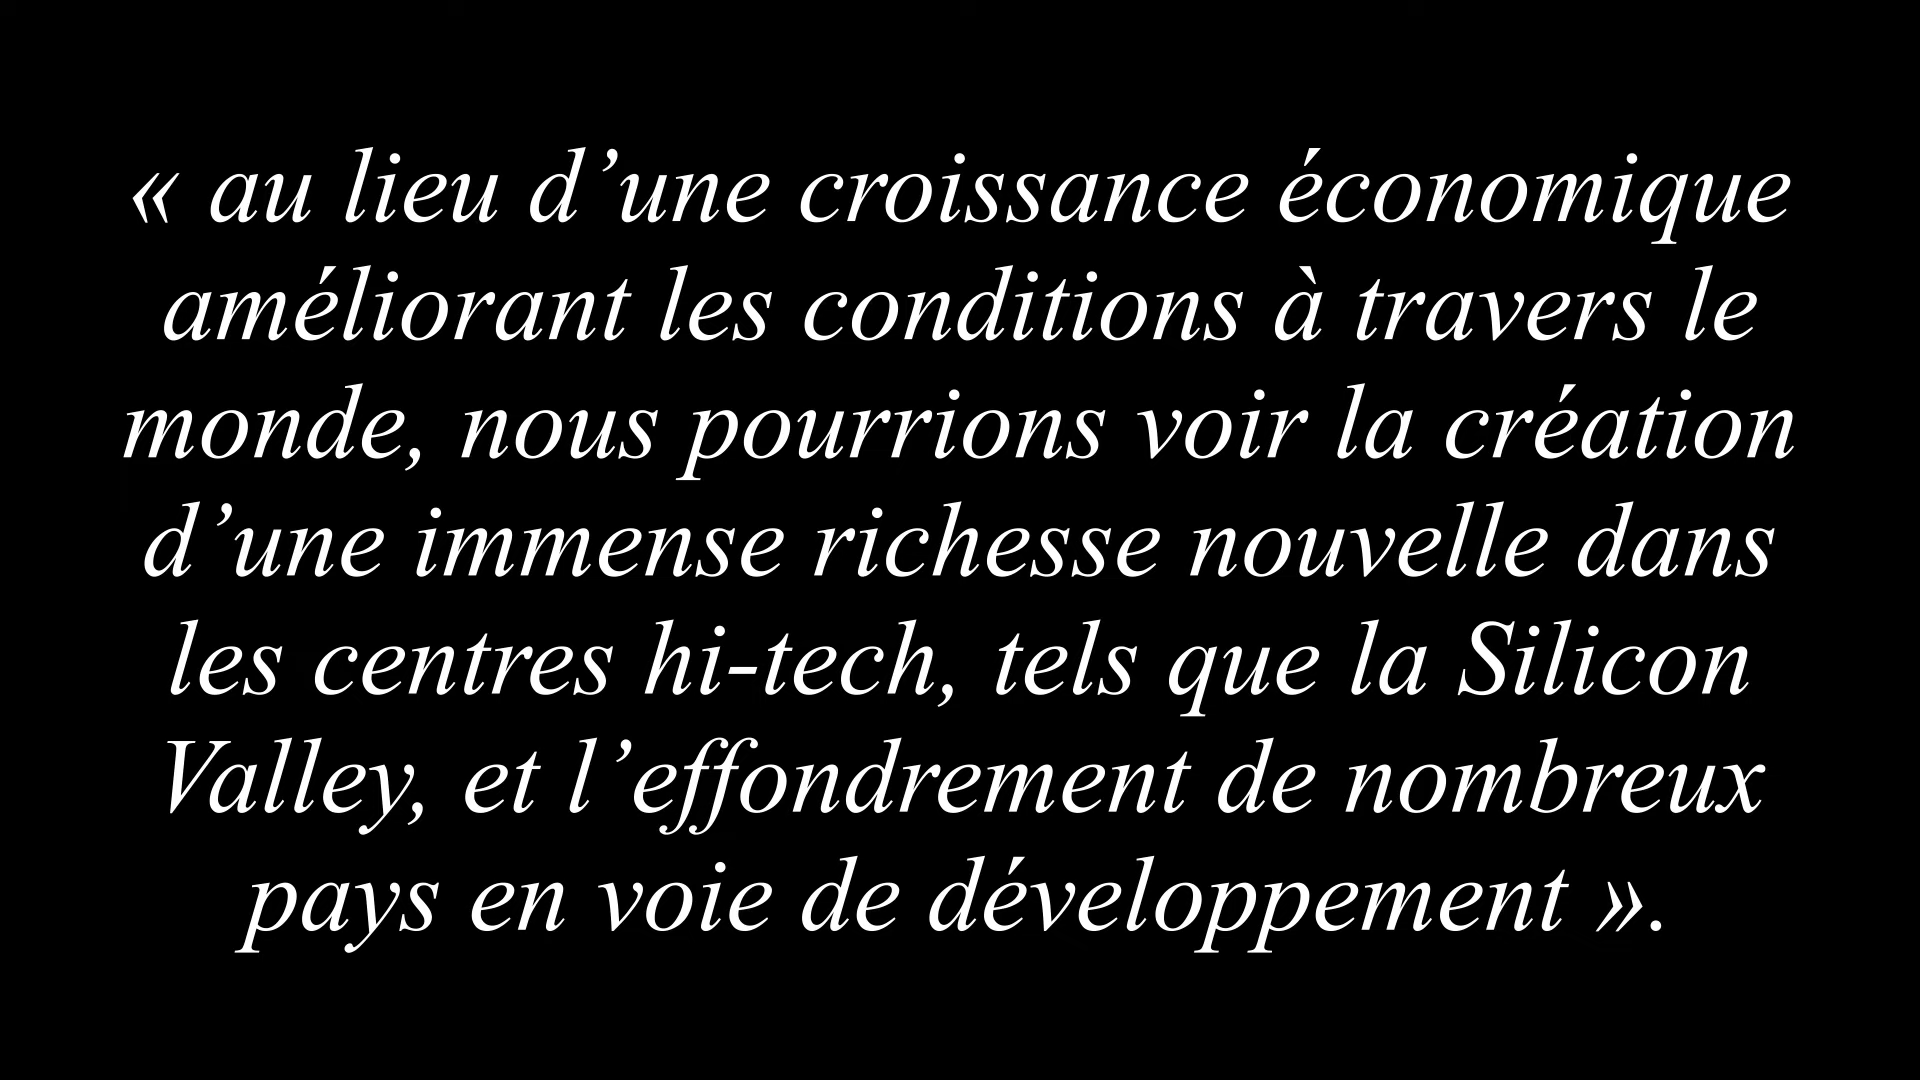 « au lieu d’une croissance économique
améliorant les conditions à travers le
monde, nous pourrions voir la création
d’une immense richesse nouvelle dans
les centres hi-tech, tels que la Silicon
Valley, et l’effondrement de nombreux
pays en voie de développement ».